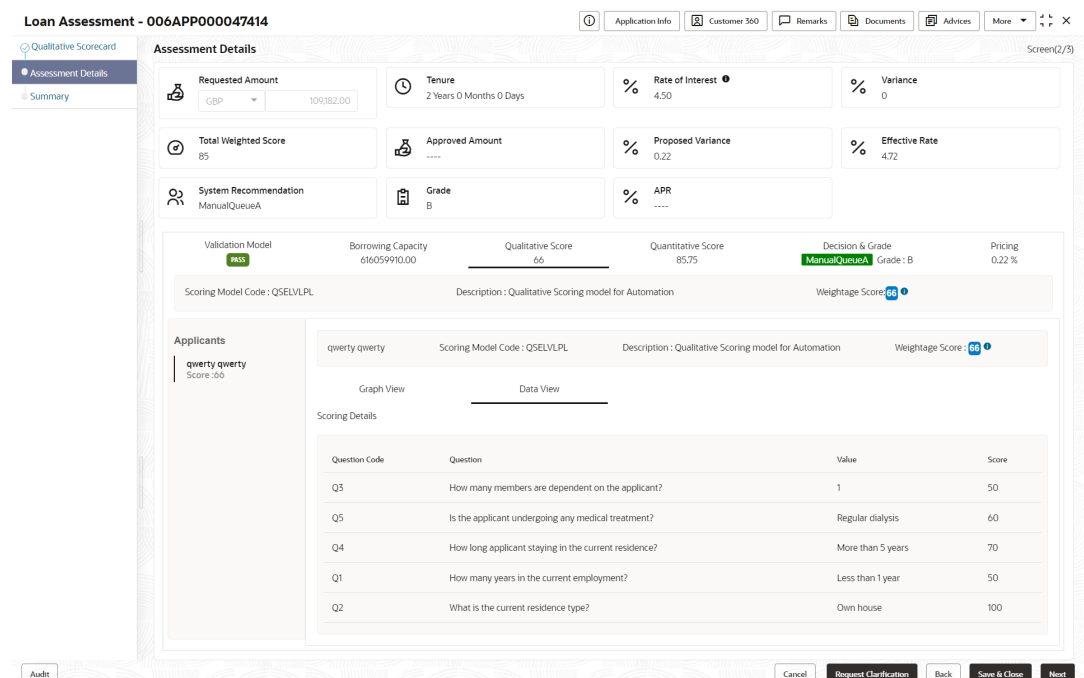 Loan Assessment - 006APP000047414
Application Info
Customer 360
Remarks
Documents
Advices
More
Qualitative Scorecard
Assessment Details
Summary
Assessment Details
Screen(2/3)
Requested Amount
GBP
109,182.00
Tenure
2 Years 0 Months 0 Days
Rate of Interest
4.50
Variance
0
Total Weighted Score
85
Approved Amount
----
Proposed Variance
0.22
Effective Rate
4.72
System Recommendation
ManualQueueA
Grade
B
APR
----
Validation Model
PASS
Borrowing Capacity
616059910.00
Qualitative Score
66
Quantitative Score
85.75
Decision & Grade
ManualQueueA Grade : B
Pricing
0.22 %
Scoring Model Code : QSELVLPL
Description : Qualitative Scoring model for Automation
Weightage Score: 66
Applicants
qwerty qwerty
Score :66
qwerty qwerty
Scoring Model Code : QSELVLPL
Description : Qualitative Scoring model for Automation
Weightage Score : 66
Graph View
Data View
Scoring Details
Question Code Question Value Score
Q3 How many members are dependent on the applicant? 1 50
Q5 Is the applicant undergoing any medical treatment? Regular dialysis 60
Q4 How long applicant staying in the current residence? More than 5 years 70
Q1 How many years in the current employment? Less than 1 year 50
Q2 What is the current residence type? Own house 100
Audit
Cancel
Request Clarification
Back
Save & Close
Next